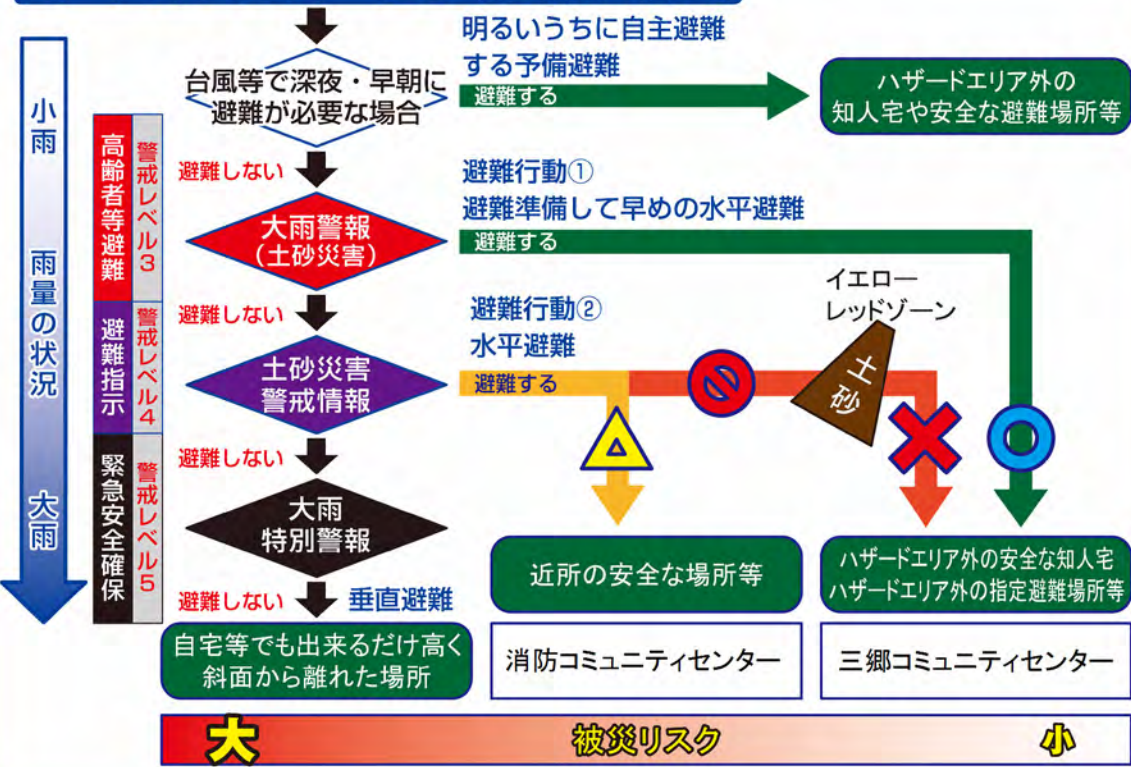 明るいうちに自主避難
する予備避難
避難する
台風等で深夜・早朝に
避難が必要な場合
ハザードエリア外の
知人宅や安全な避難場所等
小雨
雨量の状況
大雨
高齢者等避難
警戒レベル3
避難しない
避難行動①
避難準備して早めの水平避難
避難する
大雨警報
(土砂災害)
イエロー
レッドゾーン
避難指示
警戒レベル4
避難しない
避難行動②
水平避難
避難する
土砂災害
警戒情報
土砂
緊急安全確保
警戒レベル5
避難しない
大雨
特別警報
避難しない
垂直避難
自宅等でも出来るだけ高く
斜面から離れた場所
近所の安全な場所等
ハザードエリア外の安全な知人宅
ハザードエリア外の指定避難場所等
消防コミュニティセンター
三郷コミュニティセンター
大
被災リスク
小